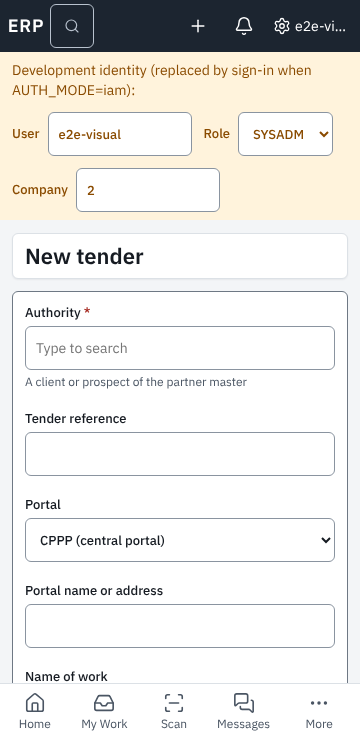 ERP
e2e-vi...
Development identity (replaced by sign-in when
AUTH_MODE=iam):
User e2e-visual Role SYSADM
Company 2
New tender
Authority *
Type to search
A client or prospect of the partner master
Tender reference
Portal
CPPP (central portal)
Portal name or address
Name of work
Home My Work Scan Messages More